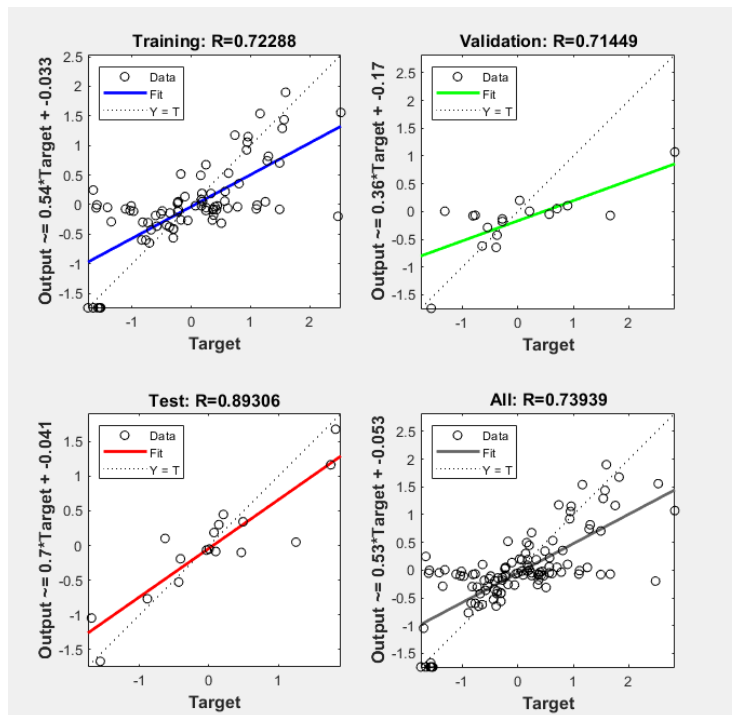 Training: R=0.72288
Output ~= 0.54*Target + -0.033
2.5
2
1.5
1
0.5
0
-0.5
-1
-1.5
Data
Fit
Y = T
-1
0
1
2
Target
Validation: R=0.71449
Output ~= 0.36*Target + -0.17
2.5
2
1.5
1
0.5
0
-0.5
-1
-1.5
Data
Fit
Y = T
-1
0
1
2
Target
Test: R=0.89306
Output ~= 0.7*Target + -0.041
1.5
1
0.5
0
-0.5
-1
-1.5
Data
Fit
Y = T
-1
0
1
Target
All: R=0.73939
Output ~= 0.53*Target + -0.053
2.5
2
1.5
1
0.5
0
-0.5
-1
-1.5
Data
Fit
Y = T
-1
0
1
2
Target